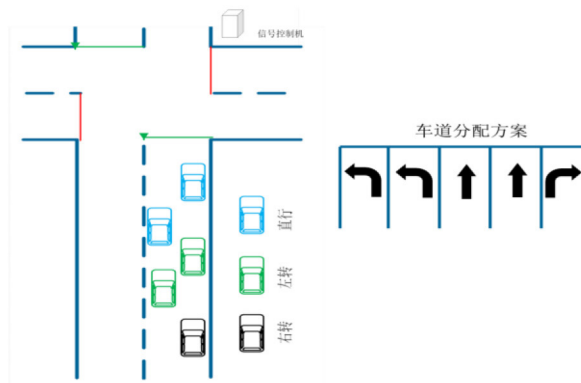 信号控制机
车道分配方案
直行
左转
右转